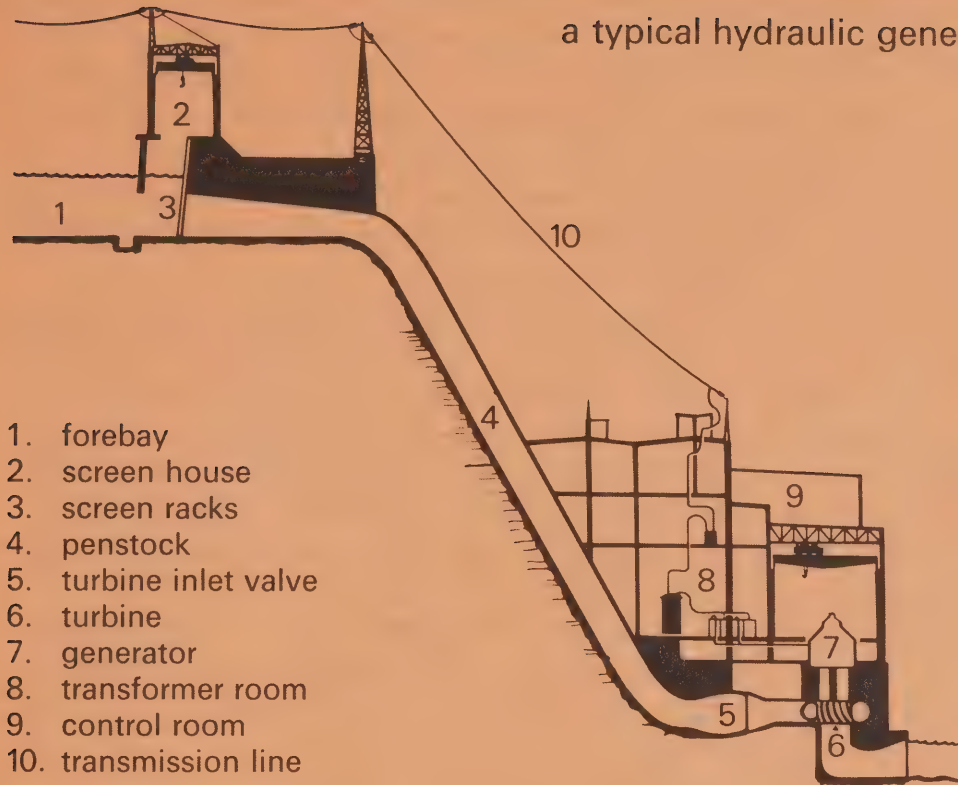 a typical hydraulic gene
2
1
3
10
4
9
8
7
5
6
1. forebay
2. screen house
3. screen racks
4. penstock
5. turbine inlet valve
6. turbine
7. generator
8. transformer room
9. control room
10. transmission line